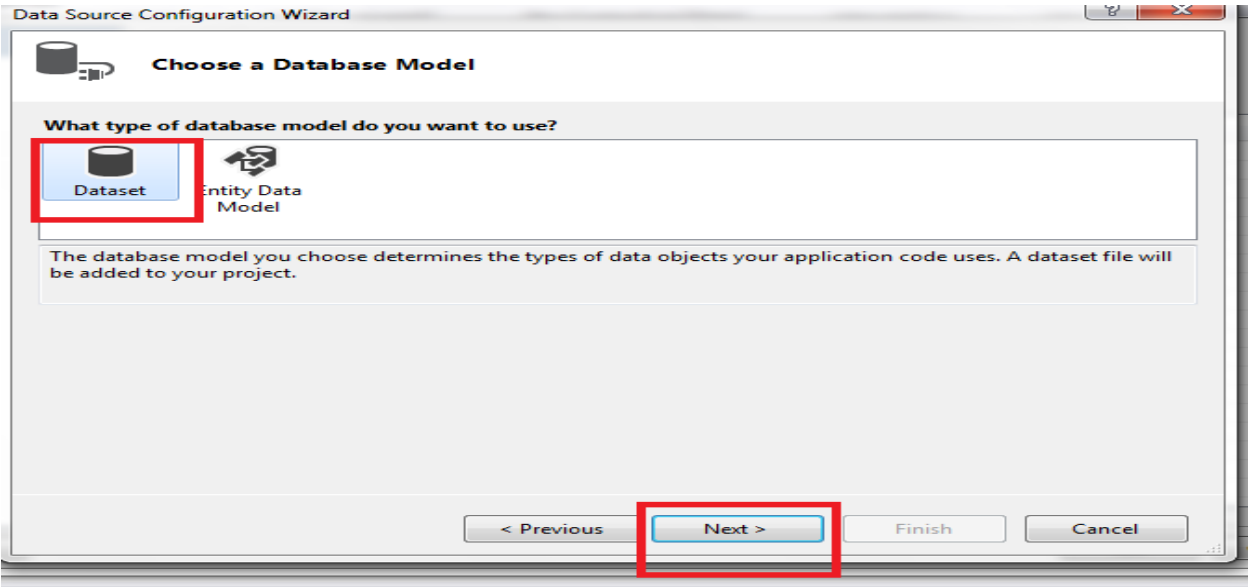 Data Source Configuration Wizard
Choose a Database Model
What type of database model do you want to use?
Dataset
Entity Data
Model
The database model you choose determines the types of data objects your application code uses. A dataset file will
be added to your project.
< Previous
Next >
Finish
Cancel